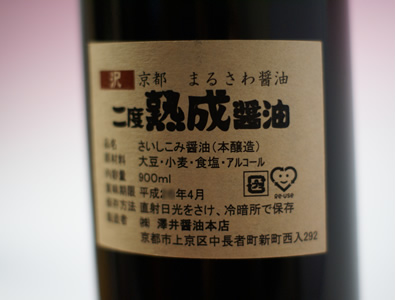 沢 京都 まるさわ醤油
二度熟成醤油
品名 さいしこみ醤油(本醸造)
原材料 大豆・小麦・食塩・アルコール
内容量 900ml
賞味期限 平成2 年4月
保存方法 直射日光をさけ、冷暗所で保存
製造者 ㈱ 澤井醤油本店
京都市上京区中長者町新町西入292
re-use